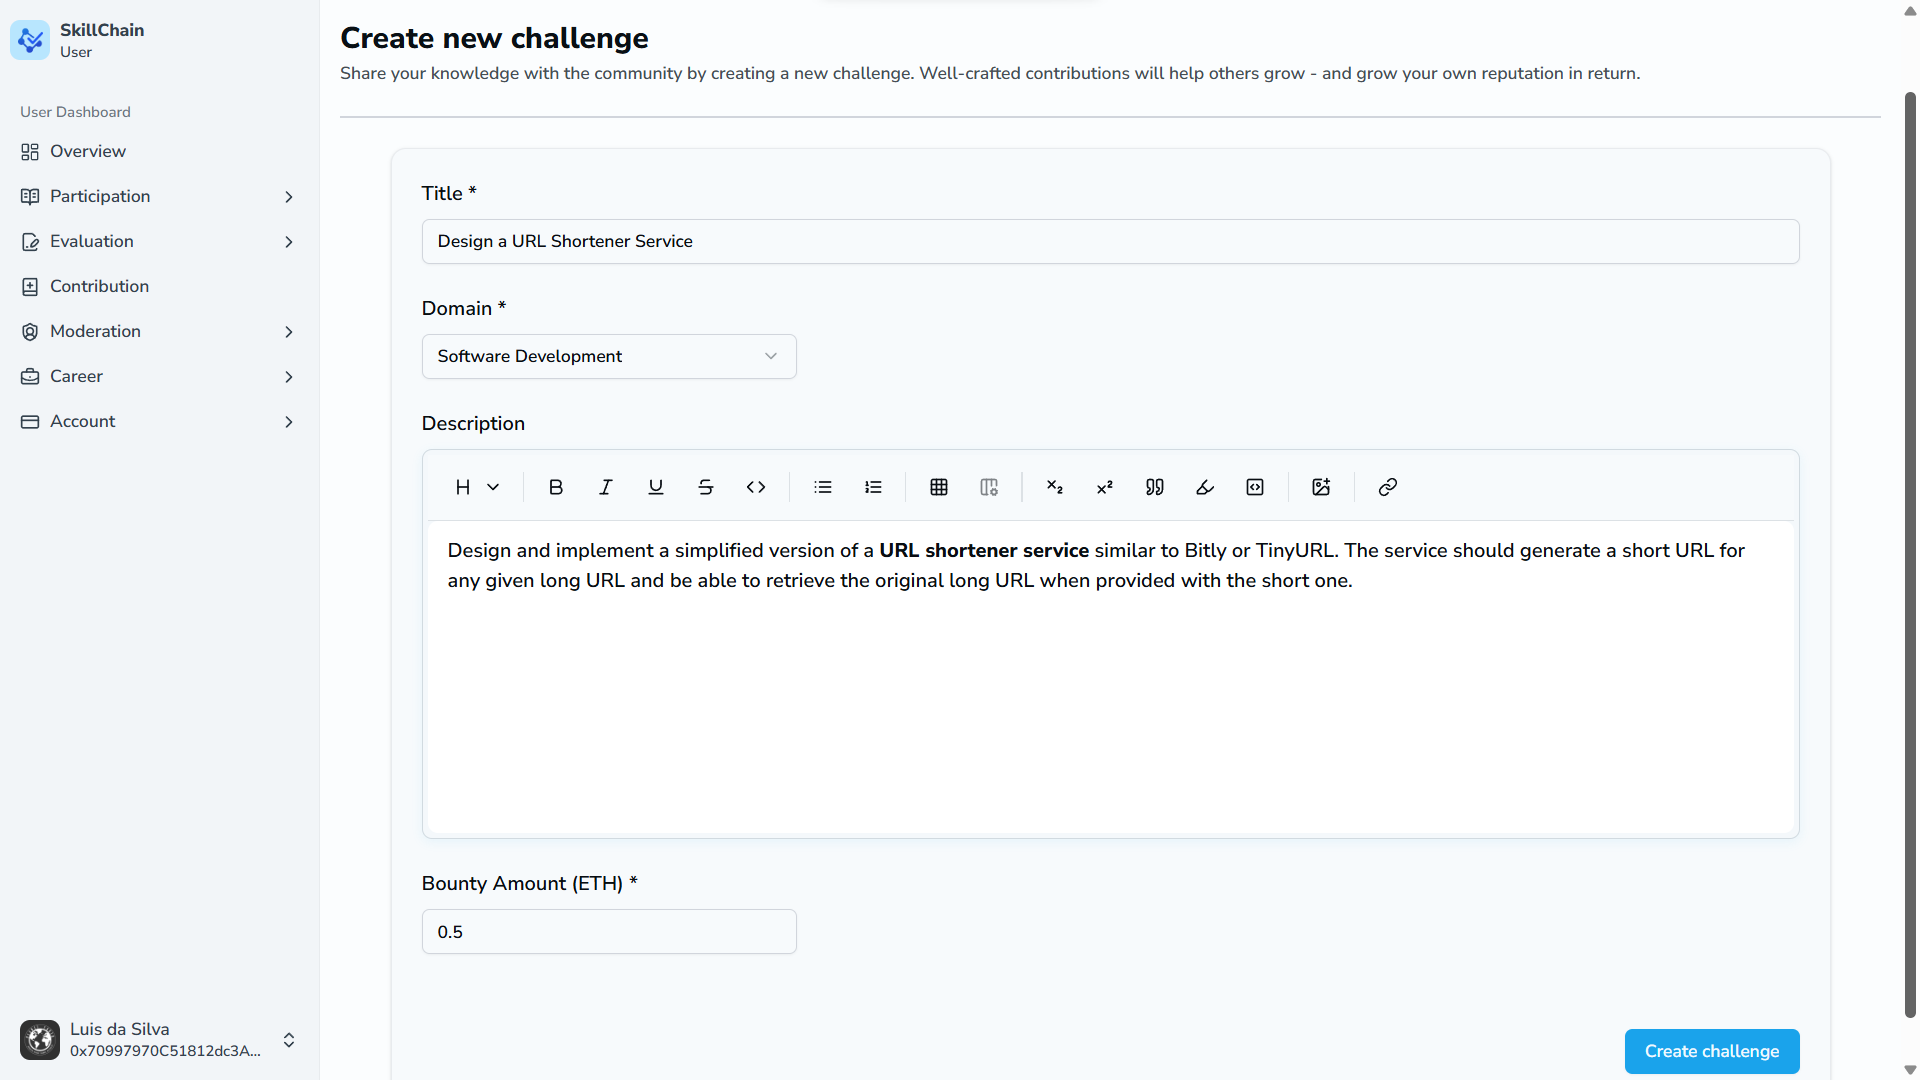 SkillChain
User
User Dashboard
Overview
Participation
Evaluation
Contribution
Moderation
Career
Account
Luis da Silva
0x70997970C51812dc3A...
Create new challenge
Share your knowledge with the community by creating a new challenge. Well-crafted contributions will help others grow - and grow your own reputation in return.
Title *
Design a URL Shortener Service
Domain *
Software Development
Description
Design and implement a simplified version of a URL shortener service similar to Bitly or TinyURL. The service should generate a short URL for
any given long URL and be able to retrieve the original long URL when provided with the short one.
Bounty Amount (ETH) *
0.5
Create challenge